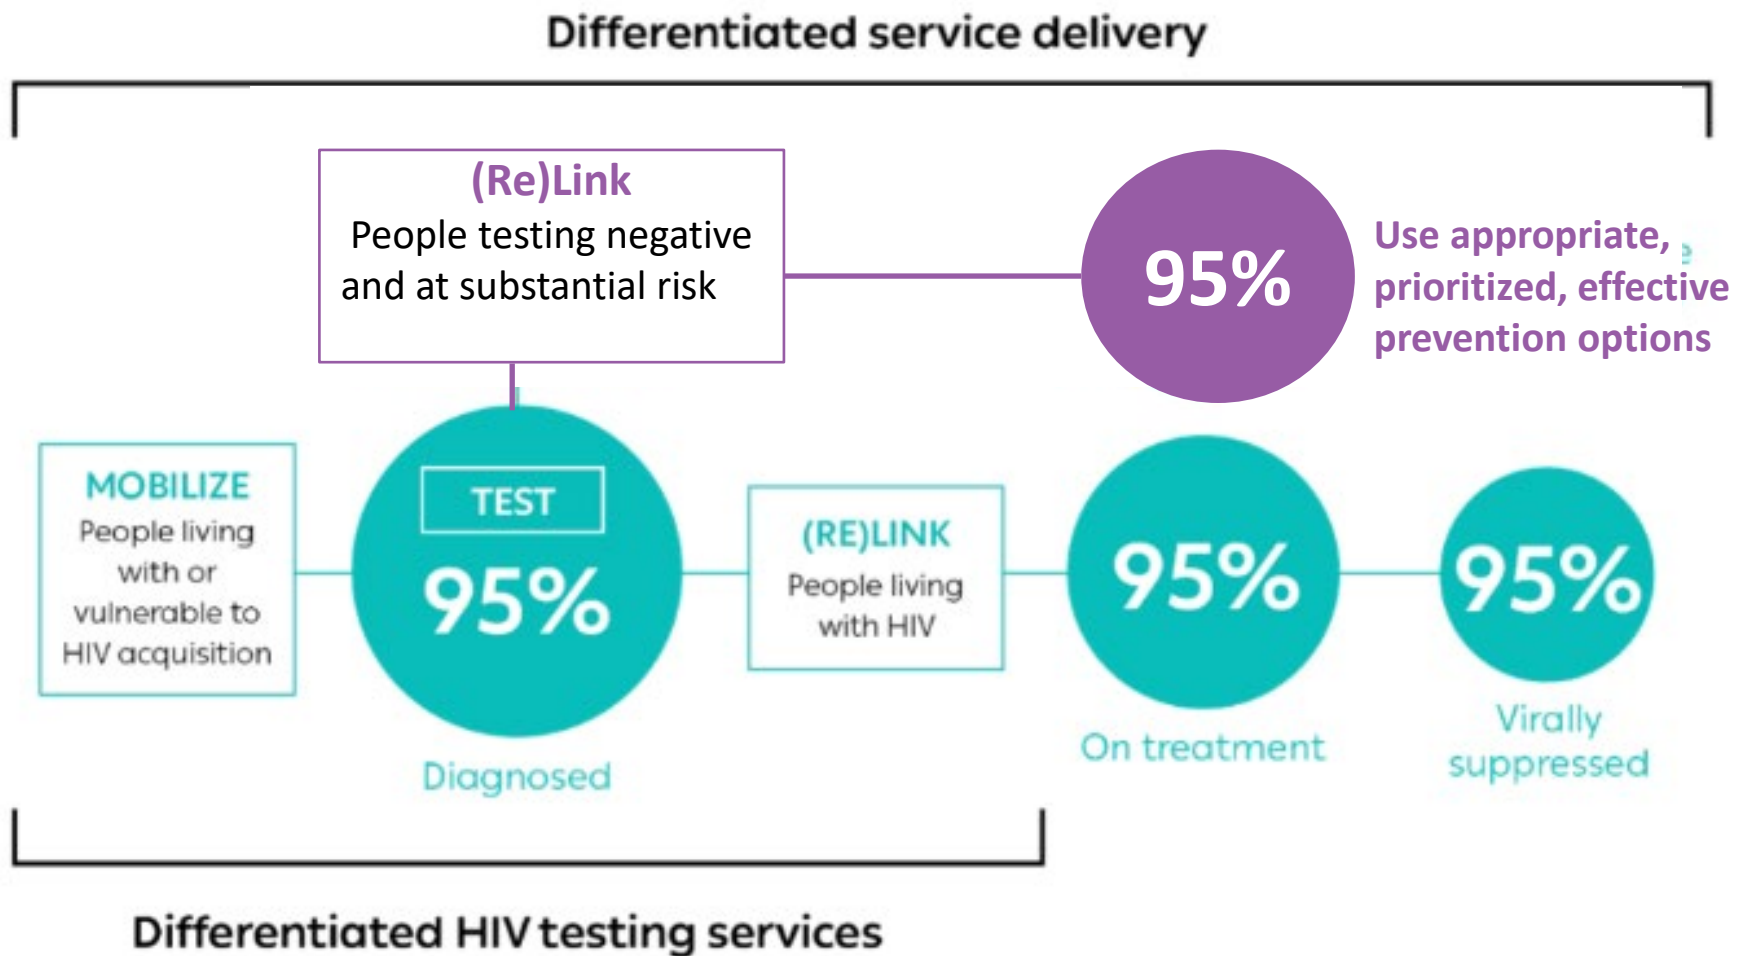 Differentiated service delivery
(Re)Link
People testing negative
and at substantial risk
95%
Use appropriate,
prioritized, effective
prevention options
MOBILIZE
People living
with or
vulnerable to
HIV acquisition
TEST
95%
Diagnosed
(RE)LINK
People living
with HIV
95%
On treatment
95%
Virally
suppressed
Differentiated HIV testing services